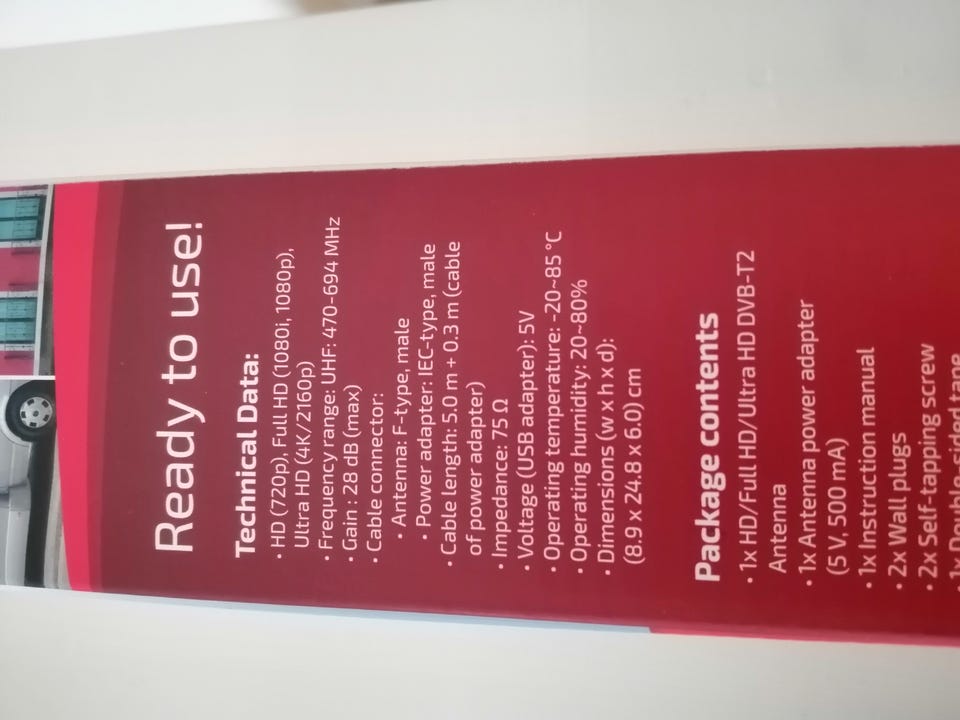 Ready to use!
Technical Data:
• HD (720p), Full HD (1080i, 1080p),
Ultra HD (4K/2160p)
• Frequency range: UHF: 470-694 MHz
• Gain : 28 dB (max)
• Cable connector:
• Antenna: F-type, male
• Power adapter: IEC-type, male
• Cable length: 5.0 m + 0.3 m (cable
of power adapter)
• Impedance: 75 Ω
• Voltage (USB adapter): 5V
• Operating temperature: -20~85 °C
• Operating humidity: 20~80%
• Dimensions (w x h x d):
(8.9 x 24.8 x 6.0) cm
Package contents
• 1x HD/Full HD/Ultra HD DVB-T2
Antenna
• 1x Antenna power adapter
(5 V, 500 mA)
• 1x Instruction manual
• 2x Wall plugs
• 2x Self-tapping screw
• 1x Double-sided tape